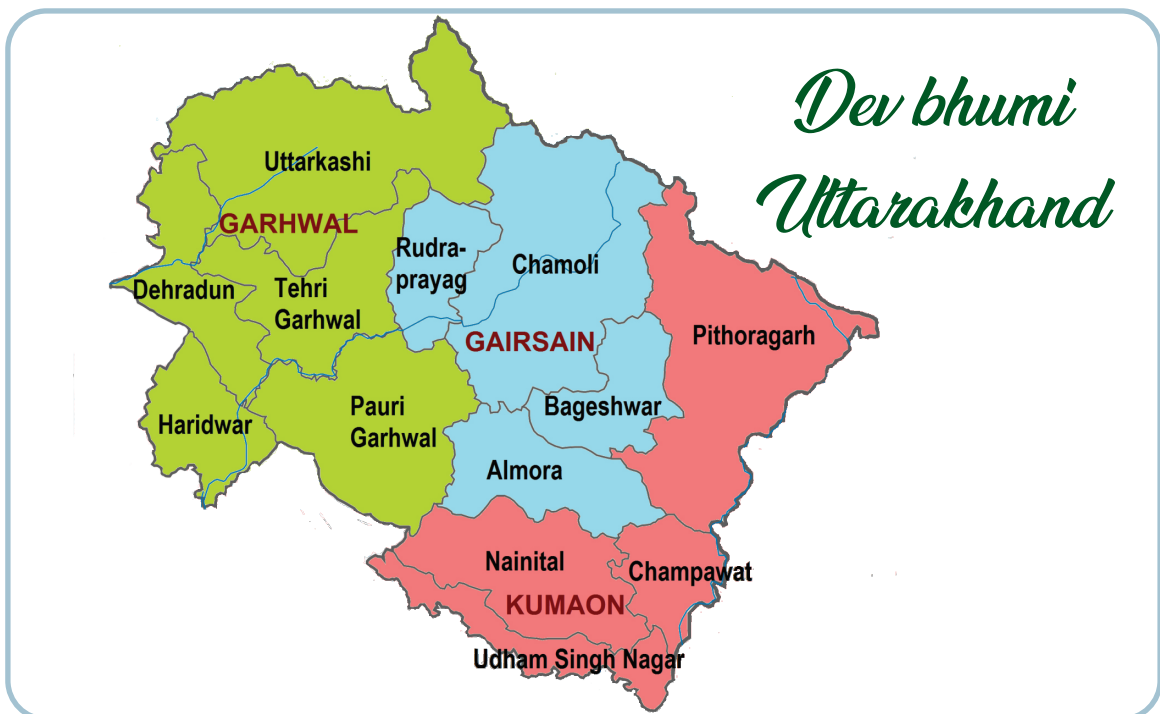 Dev bhumi
Uttarakhand
Uttarkashi
GARHWAL
Rudra-
prayag
Chamoli
Dehradun
Tehri
Garhwal
GAIRSAIN
Pithoragarh
Haridwar
Pauri
Garhwal
Bageshwar
Almora
Nainital
Champawat
KUMAON
Udham Singh Nagar